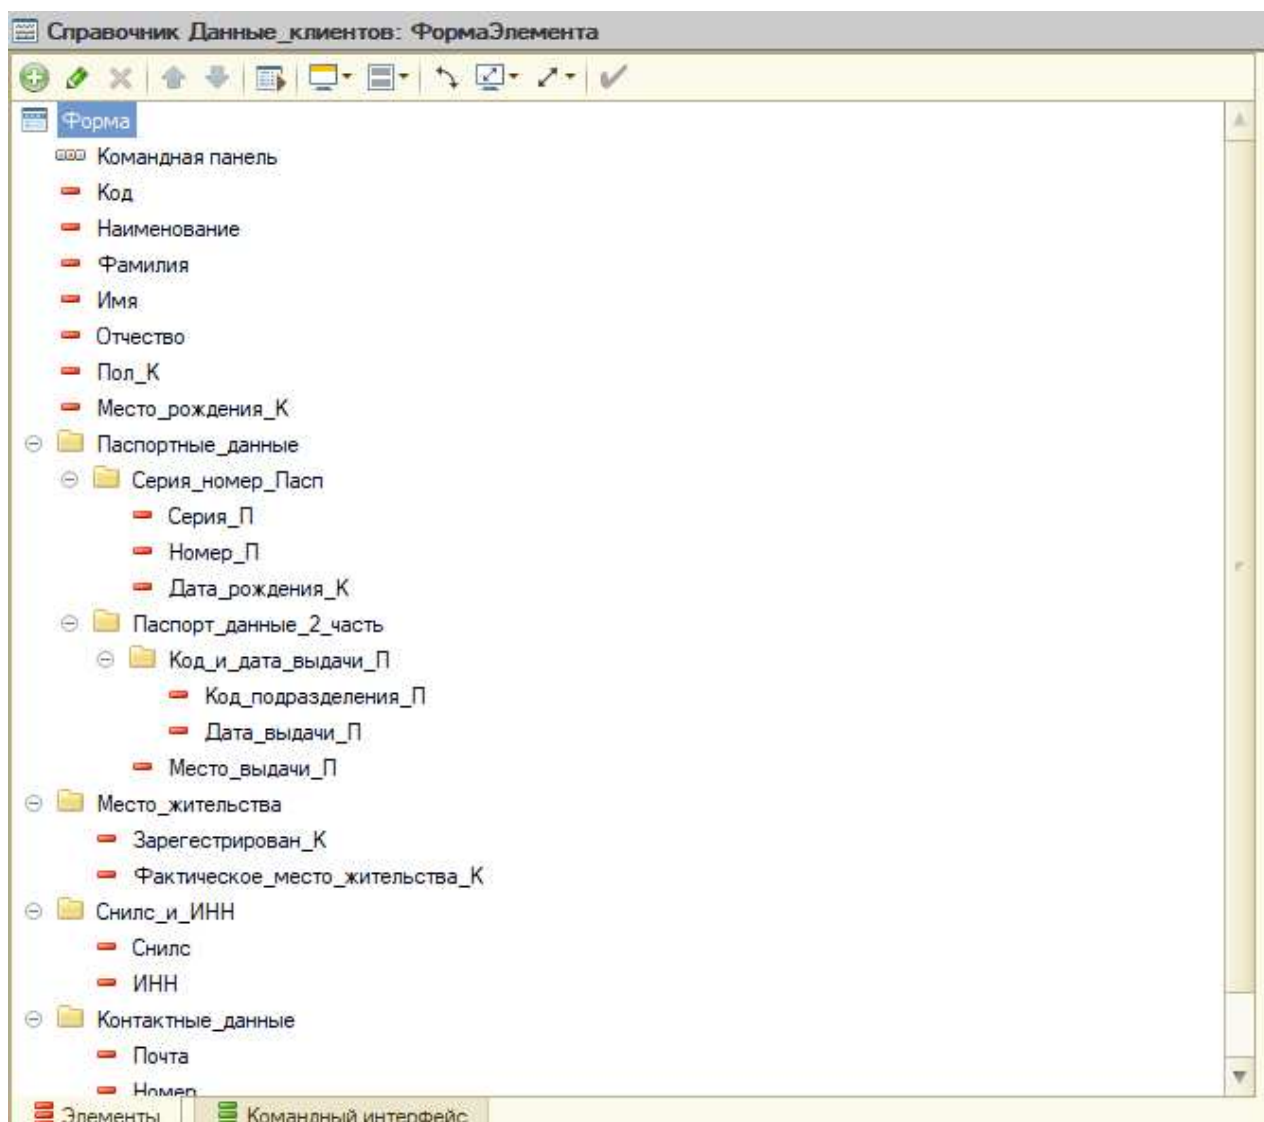 Справочник Данные_клиентов: ФормаЭлемента
Форма
Командная панель
Код
Наименование
Фамилия
Имя
Отчество
Пол_К
Место_рождения_К
Паспортные_данные
Серия_номер_Пасп
Серия_П
Номер_П
Дата_рождения_К
Паспорт_данные_2_часть
Код_и_дата_выдачи_П
Код_подразделения_П
Дата_выдачи_П
Место_выдачи_П
Место_жительства
Зарегестрирован_К
Фактическое_место_жительства_К
Снилс_и_ИНН
Снилс
ИНН
Контактные_данные
Почта
Номер
Элементы Командный интерфейс